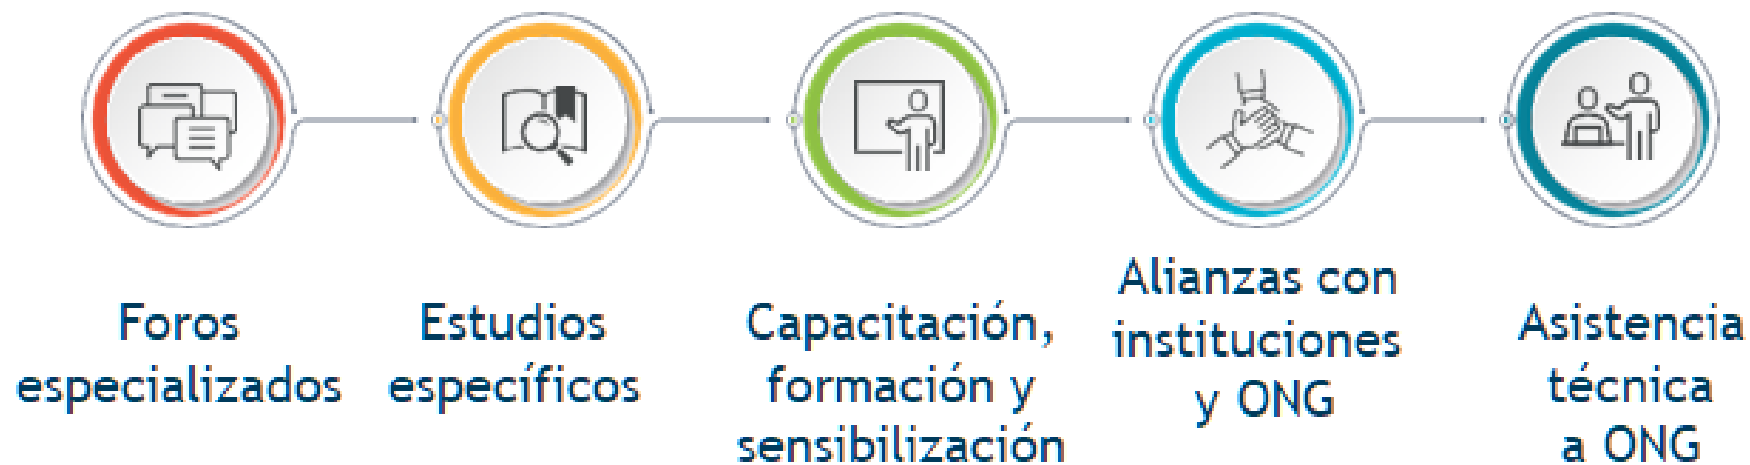 Foros
especializados
Estudios
específicos
Capacitación,
formación y
sensibilización
Alianzas con
instituciones
y ONG
Asistencia
técnica
a ONG